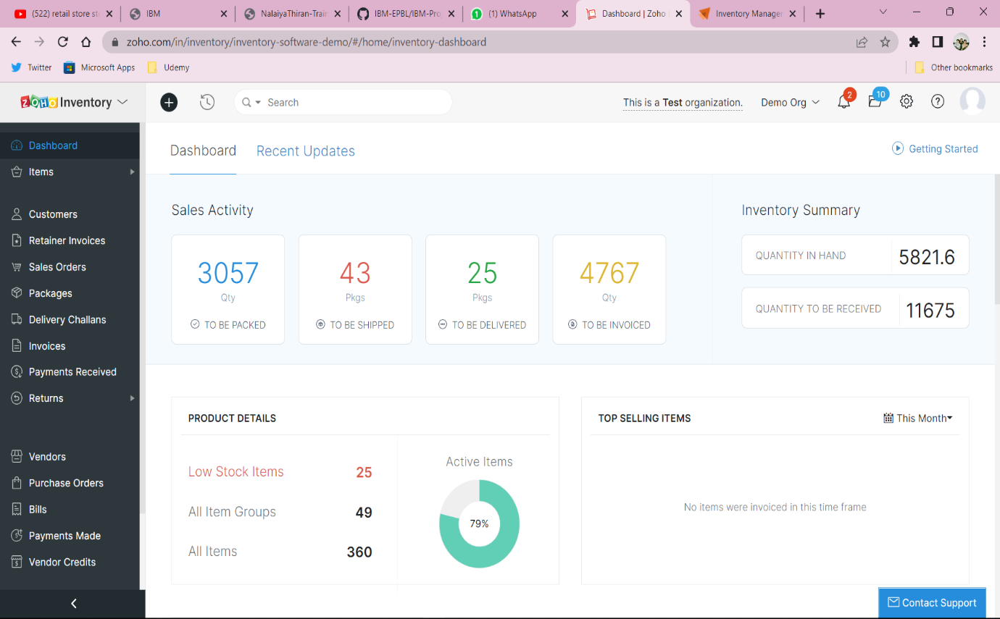 (522) retail store st
IBM
NalaiyaThiran-Trai
IBM-EPBL/IBM-Pro
1
(1) WhatsApp
Dashboard | Zoho
Inventory Manager
zoho.com/in/inventory/inventory-software-demo/#/home/inventory-dashboard
Twitter
Microsoft Apps
Udemy
Other bookmarks
ZOHO Inventory
Search
This is a Test organization.
Demo Org
2
10
Dashboard
Items
Customers
Retainer Invoices
Sales Orders
Packages
Delivery Challans
Invoices
Payments Received
Returns
Vendors
Purchase Orders
Bills
Payments Made
Vendor Credits
Dashboard
Recent Updates
Getting Started
Sales Activity
3057
Qty
TO BE PACKED
43
Pkgs
TO BE SHIPPED
25
Pkgs
TO BE DELIVERED
4767
Qty
TO BE INVOICED
Inventory Summary
QUANTITY IN HAND
5821.6
QUANTITY TO BE RECEIVED
11675
PRODUCT DETAILS
Low Stock Items 25
All Item Groups 49
All Items 360
Active Items
79%
TOP SELLING ITEMS
This Month
No items were invoiced in this time frame
Contact Support